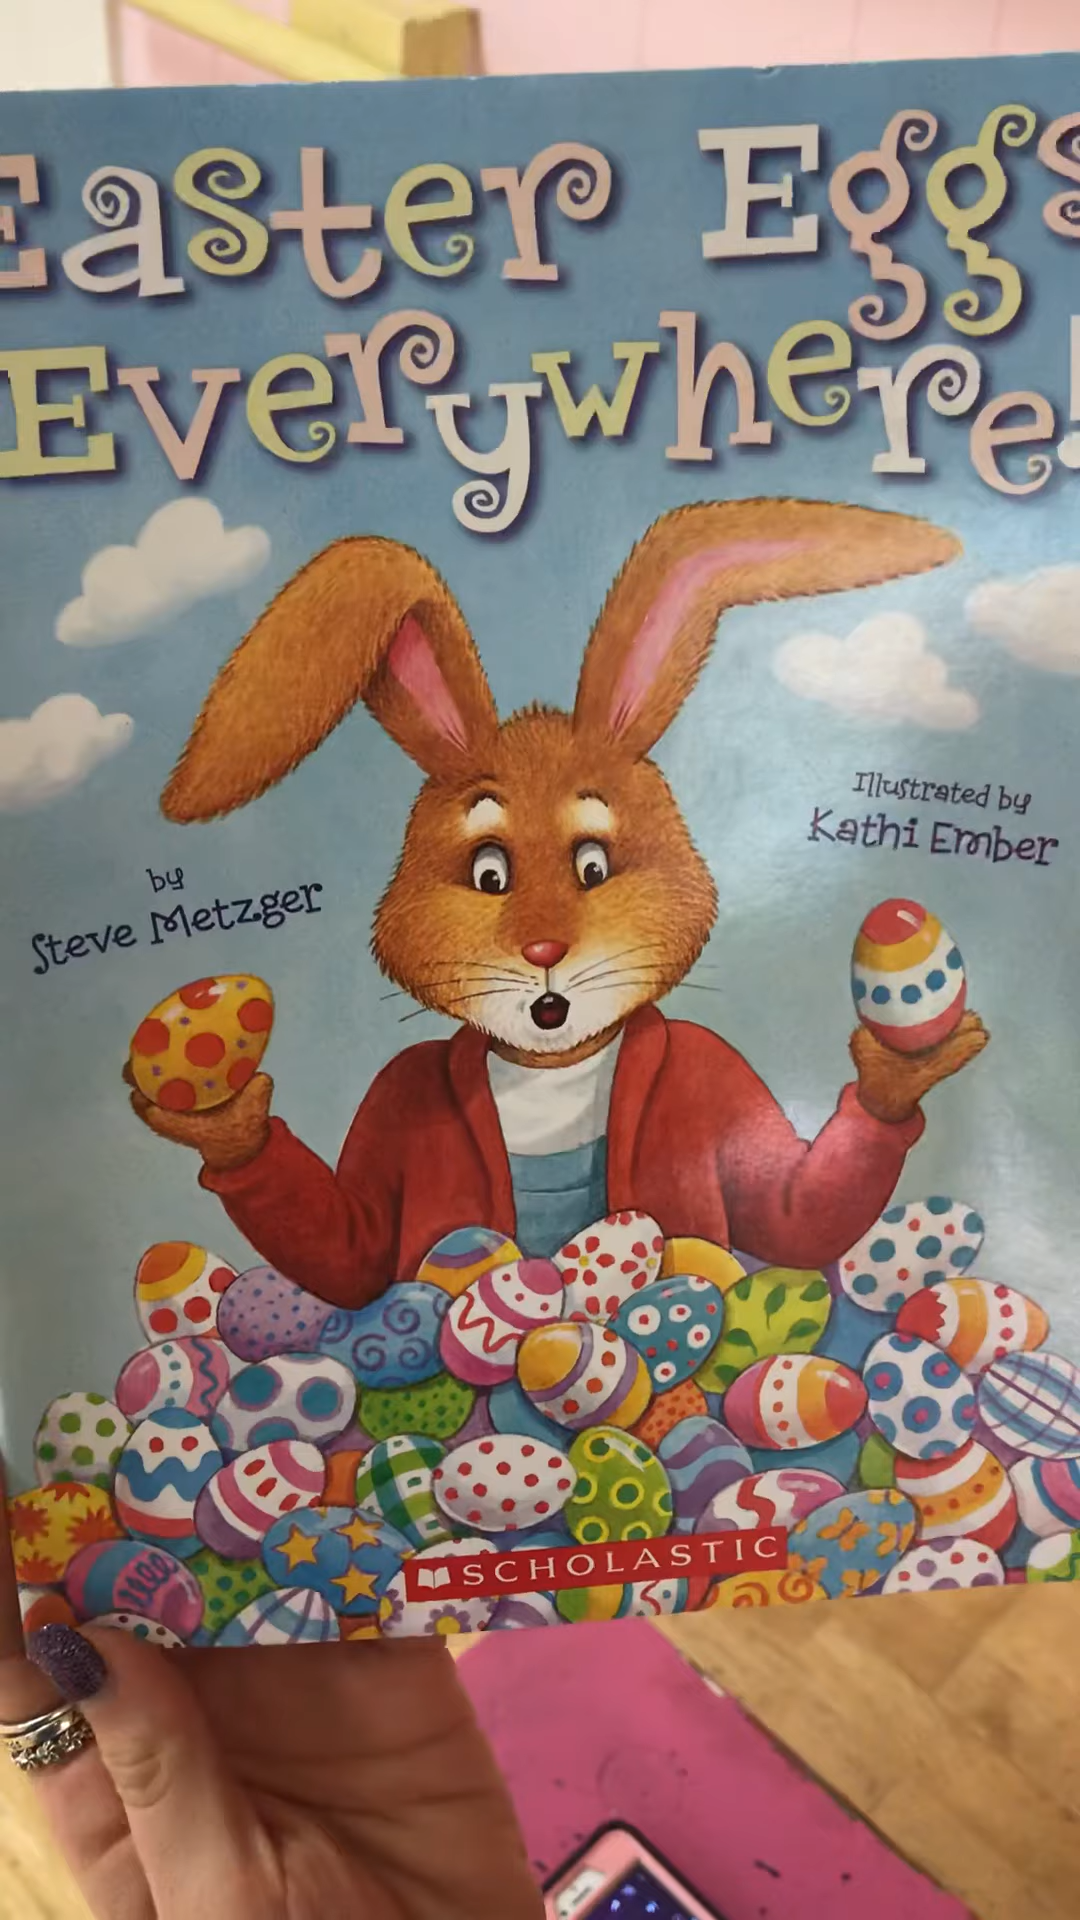 Easter Eggs
Everywhere!
Illustrated by
Kathi Ember
by
Steve Metzger
SCHOLASTIC